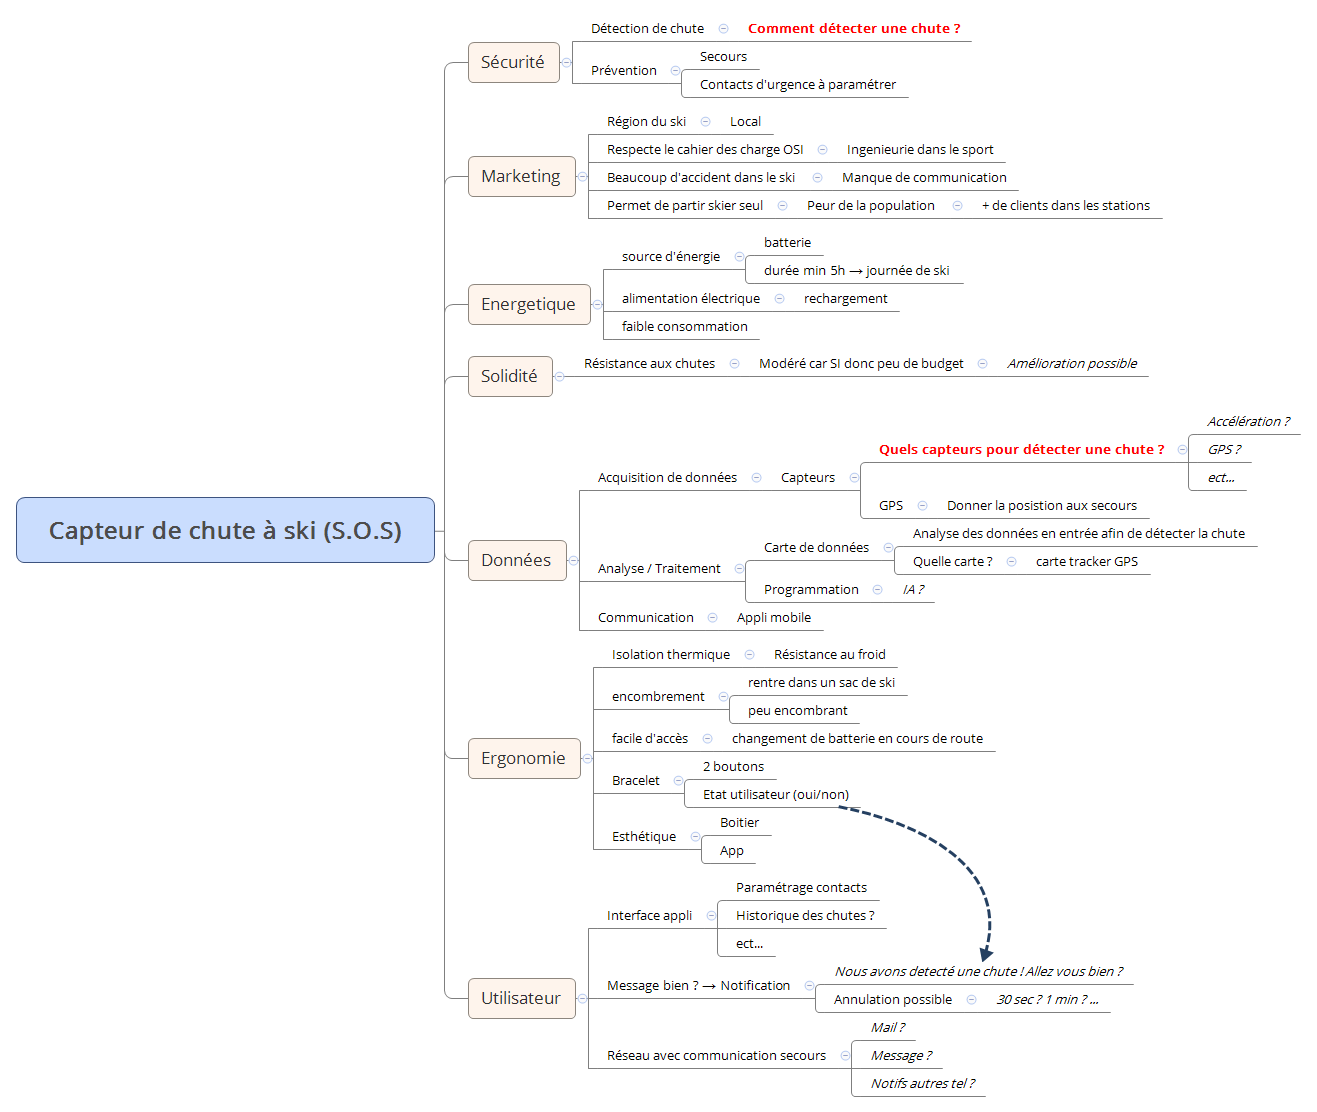 Capteur de chute à ski (S.O.S)
Sécurité
Détection de chute
Comment détecter une chute ?
Prévention
Secours
Contacts d'urgence à paramétrer
Marketing
Région du ski
Local
Respecte le cahier des charge OSI
Ingenieurie dans le sport
Beaucoup d'accident dans le ski
Manque de communication
Permet de partir skier seul
Peur de la population
+ de clients dans les stations
Energetique
source d'énergie
batterie
durée min 5h → journée de ski
alimentation électrique
rechargement
faible consommation
Solidité
Résistance aux chutes
Modéré car SI donc peu de budget
Amélioration possible
Données
Acquisition de données
Capteurs
Quels capteurs pour détecter une chute ?
Accélération ?
GPS ?
ect...
GPS
Donner la posistion aux secours
Analyse / Traitement
Carte de données
Analyse des données en entrée afin de détecter la chute
Quelle carte ?
carte tracker GPS
Programmation
IA ?
Communication
Appli mobile
Ergonomie
Isolation thermique
Résistance au froid
encombrement
rentre dans un sac de ski
peu encombrant
facile d'accès
changement de batterie en cours de route
Bracelet
2 boutons
Etat utilisateur (oui/non)
Esthétique
Boitier
App
Utilisateur
Interface appli
Paramétrage contacts
Historique des chutes ?
ect...
Message bien ? → Notification
Nous avons detecté une chute ! Allez vous bien ?
Annulation possible
30 sec ? 1 min ? ...
Réseau avec communication secours
Mail ?
Message ?
Notifs autres tel ?